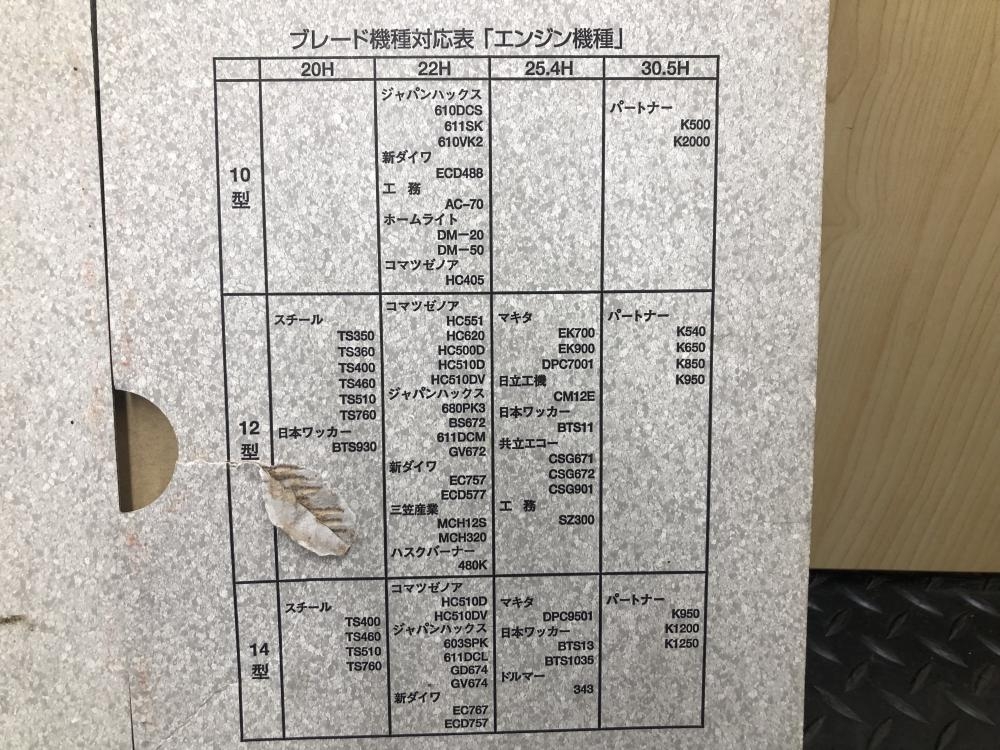 ブレード機種対応表「エンジン機種」
20H 22H 25.4H 30.5H
10型
ジャパンハックス
610DCS
611SK
610VK2
新ダイワ
ECD488
工 務
AC-70
ホームライト
DM-20
DM-50
コマツゼノア
HC405
パートナー
K500
K2000
12型
スチール
TS350
TS360
TS400
TS460
TS510
TS760
日本ワッカー
BTS930
コマツゼノア
HC551
HC620
HC500D
HC510D
HC510DV
ジャパンハックス
680PK3
BS672
611DCM
GV672
新ダイワ
EC757
ECD577
三笠産業
MCH12S
MCH320
ハスクバーナー
480K
マキタ
EK700
EK900
DPC7001
日立工機
CM12E
日本ワッカー
BTS11
共立エコー
CSG671
CSG672
CSG901
工 務
SZ300
パートナー
K540
K650
K850
K950
14型
スチール
TS400
TS460
TS510
TS760
コマツゼノア
HC510D
HC510DV
ジャパンハックス
603SPK
611DCL
GD674
GV674
新ダイワ
EC767
ECD757
マキタ
DPC9501
日本ワッカー
BTS13
BTS1035
ドルマー
343
パートナー
K950
K1200
K1250